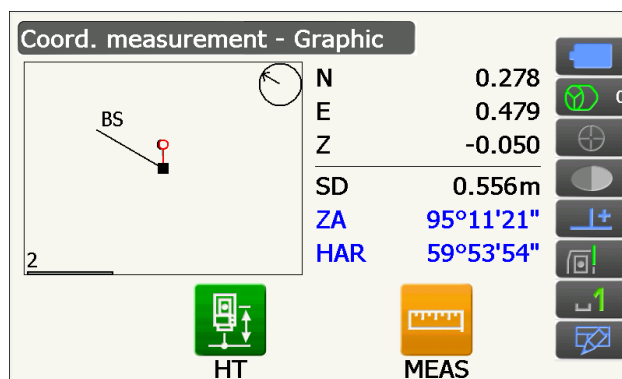 Coord. measurement - Graphic
BS
2
N 0.278
E 0.479
Z -0.050
SD 0.556m
ZA 95°11'21"
HAR 59°53'54"
HT
MEAS
0
1